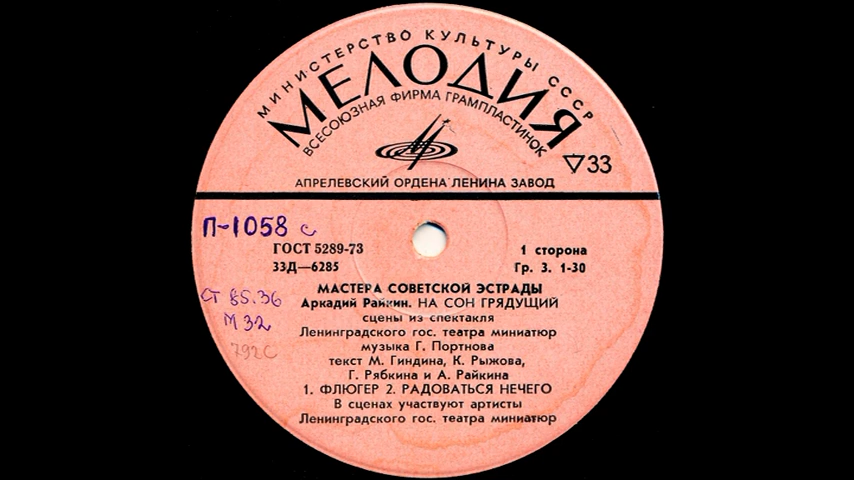 МИНИСТЕРСТВО КУЛЬТУРЫ СССР
МЕЛОДИЯ
ВСЕСОЮЗНАЯ ФИРМА ГРАМПЛАСТИНОК
33
АПРЕЛЕВСКИЙ ОРДЕНА ЛЕНИНА ЗАВОД
П-1058 с
ГОСТ 5289-73
1 сторона
33Д—6285
Гр. 3. 1-30
МАСТЕРА СОВЕТСКОЙ ЭСТРАДЫ
Аркадий Райкин. НА СОН ГРЯДУЩИЙ
сцены из спектакля
Ленинградского гос. театра миниатюр
музыка Г. Портнова
текст М. Гиндина, К. Рыжова,
Г. Рябкина и А. Райкина
1. ФЛЮГЕР 2. РАДОВАТЬСЯ НЕЧЕГО
В сценах участвуют артисты
Ленинградского гос. театра миниатюр
СТ 85.36
М 32
792С